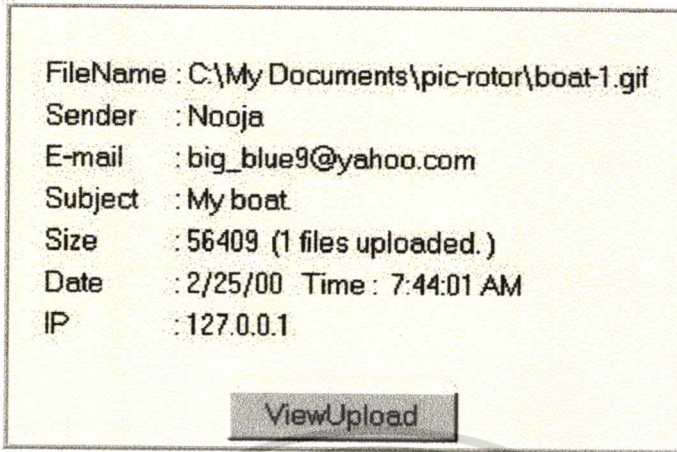 FileName : C:\My Documents\pic-rotor\boat-1.gif
Sender : Nooja
E-mail : big_blue9@yahoo.com
Subject : My boat.
Size : 56409 (1 files uploaded. )
Date : 2/25/00 Time : 7:44:01 AM
IP : 127.0.0.1
ViewUpload